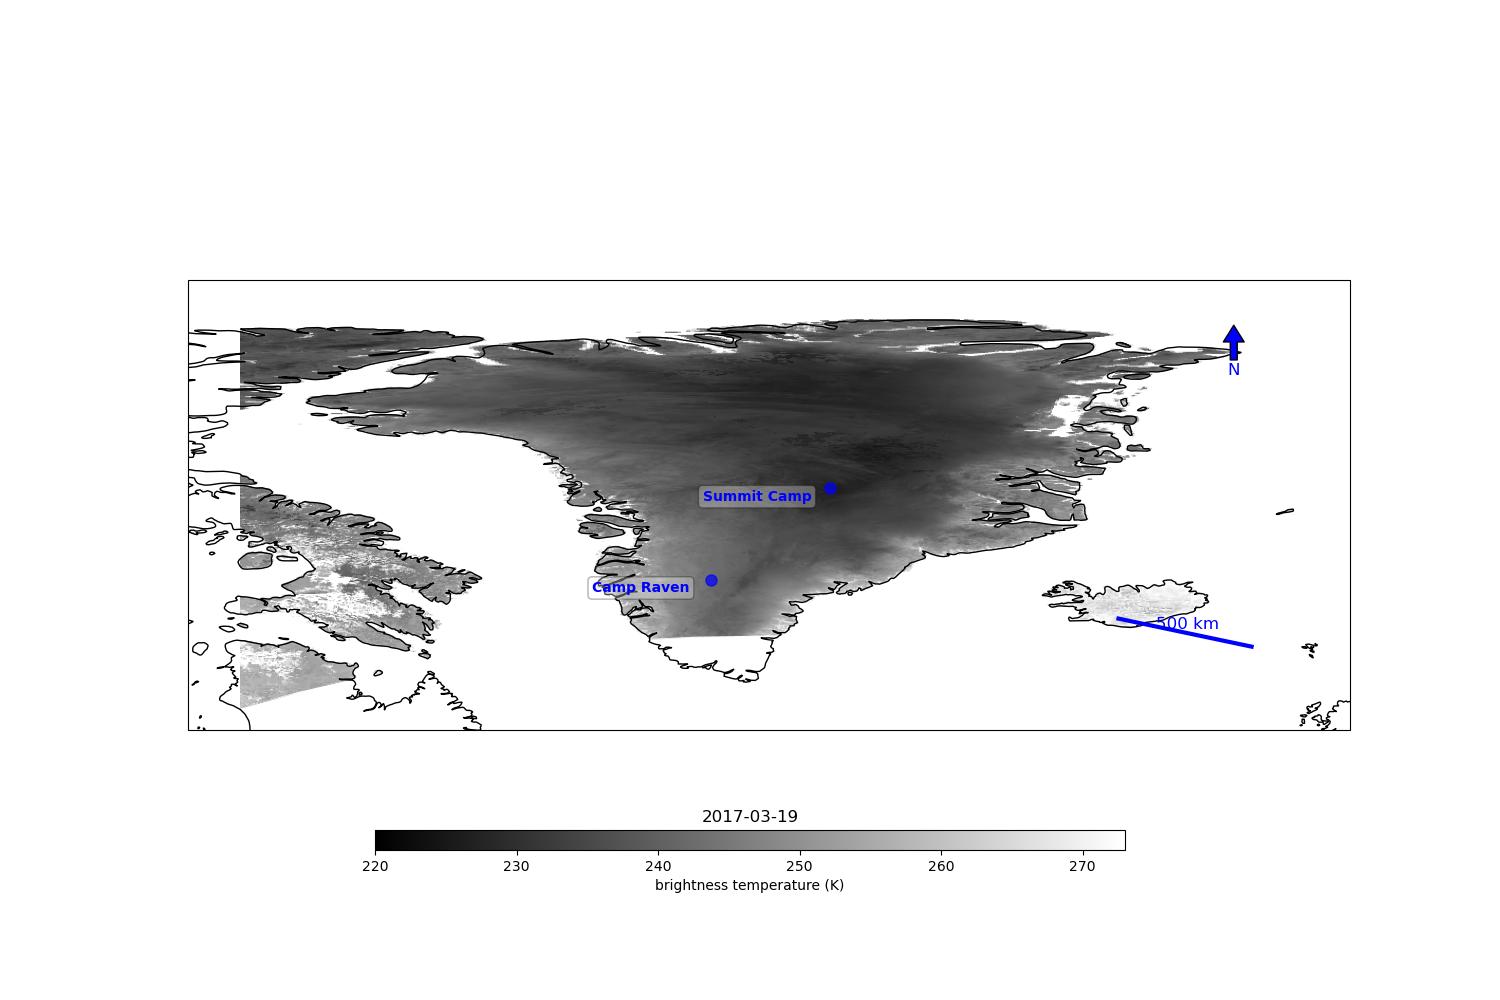 N
Summit Camp
Camp Raven
500 km
2017-03-19
220 230 240 250 260 270
brightness temperature (K)